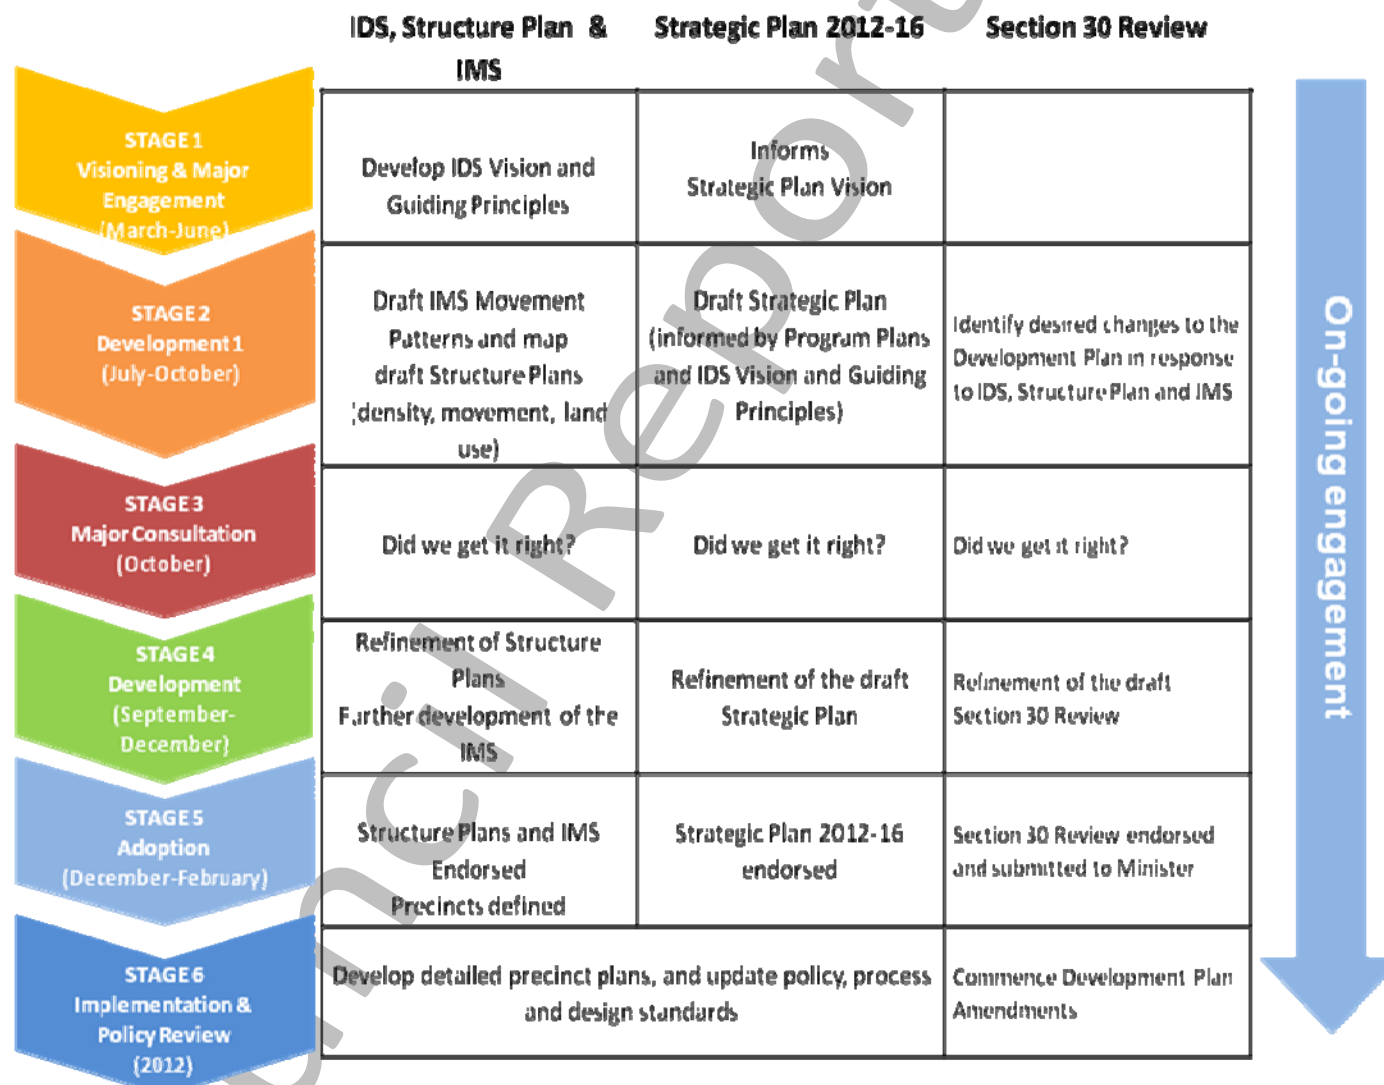 IDS, Structure Plan & IMS
Strategic Plan 2012-16
Section 30 Review
STAGE 1
Visioning & Major
Engagement
(March-June)
Develop IDS Vision and
Guiding Principles
Informs
Strategic Plan Vision
STAGE 2
Development 1
(July-October)
Draft IMS Movement
Patterns and map
draft Structure Plans
(density, movement, land
use)
Draft Strategic Plan
(informed by Program Plans
and IDS Vision and Guiding
Principles)
Identify desired changes to the
Development Plan in response
to IDS, Structure Plan and IMS
STAGE 3
Major Consultation
(October)
Did we get it right?
Did we get it right?
Did we get it right?
STAGE 4
Development
(September-
December)
Refinement of Structure
Plans
Further development of the
IMS
Refinement of the draft
Strategic Plan
Refinement of the draft
Section 30 Review
STAGE 5
Adoption
(December-February)
Structure Plans and IMS
Endorsed
Precincts defined
Strategic Plan 2012-16
endorsed
Section 30 Review endorsed
and submitted to Minister
STAGE 6
Implementation &
Policy Review
(2012)
Develop detailed precinct plans, and update policy, process
and design standards
Commence Development Plan
Amendments
On-going engagement
ncil Report